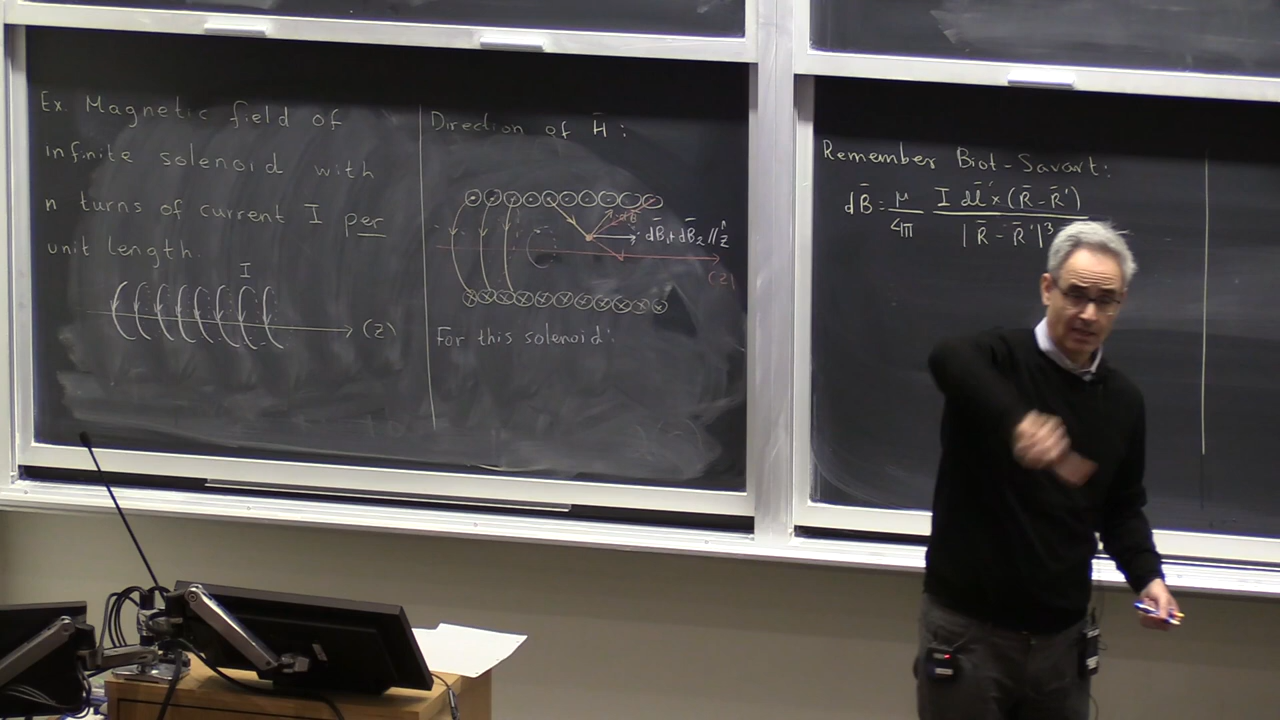 Ex. Magnetic field of
infinite solenoid with
n turns of current I per
unit length.
I
(z)
Direction of H̄ :
dB̄
dB̄₁+dB̄₂ // ẑ
(z)
For this solenoid:
Remember Biot-Savart:
dB̄ = μ/4π I dl̄'×(R̄ - R̄')/|R̄ - R̄'|³